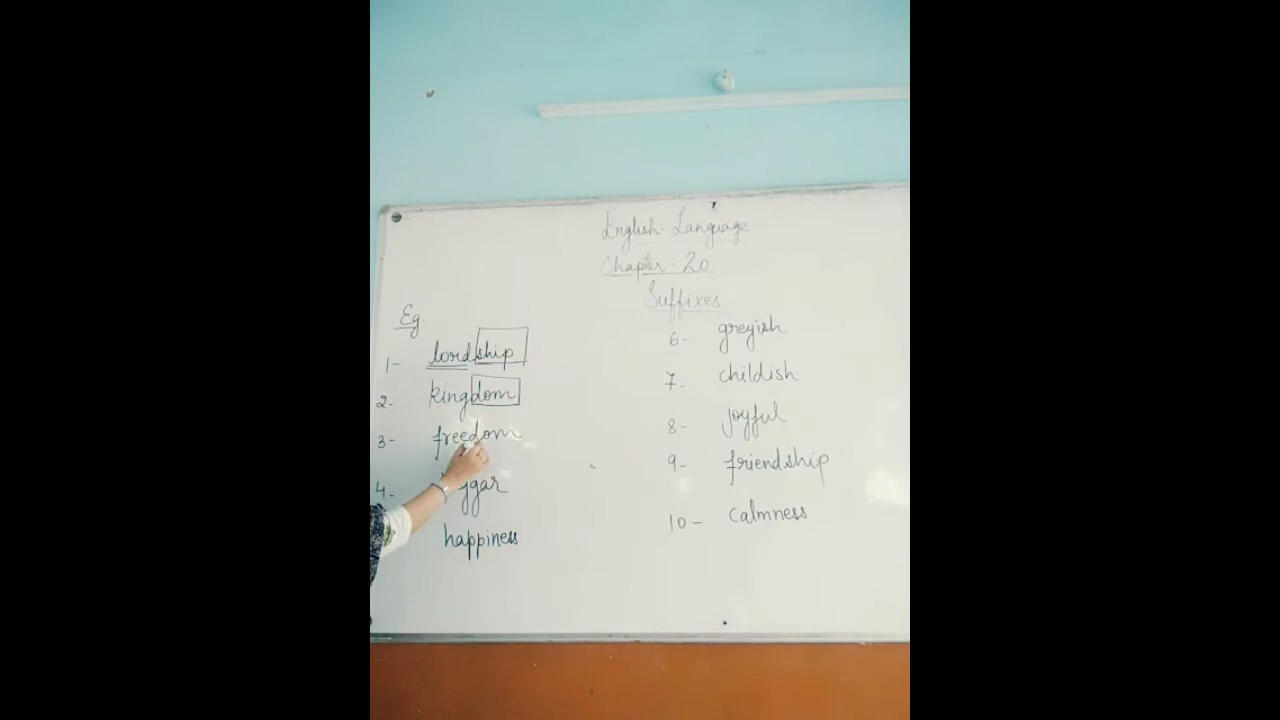 English-Language
Chapter-20
Suffixes
Eg.
1- lordship
2- kingdom
3- freedom
4-
happiness
6- greyish
7- childish
8- joyful
9- friendship
10- calmness